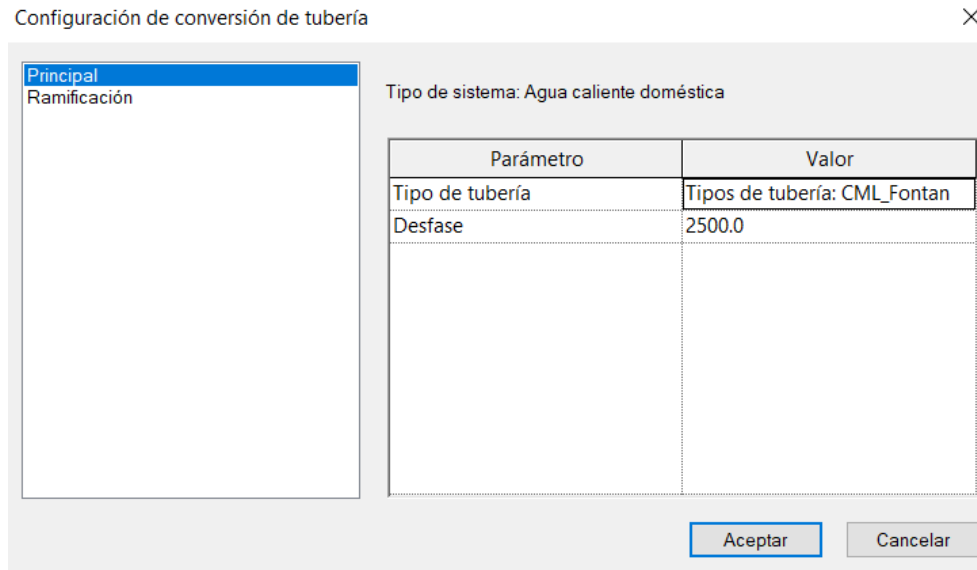 Configuración de conversión de tubería
Principal
Ramificación
Tipo de sistema: Agua caliente doméstica
Parámetro Valor
Tipo de tubería Tipos de tubería: CML_Fontan
Desfase 2500.0
Aceptar Cancelar